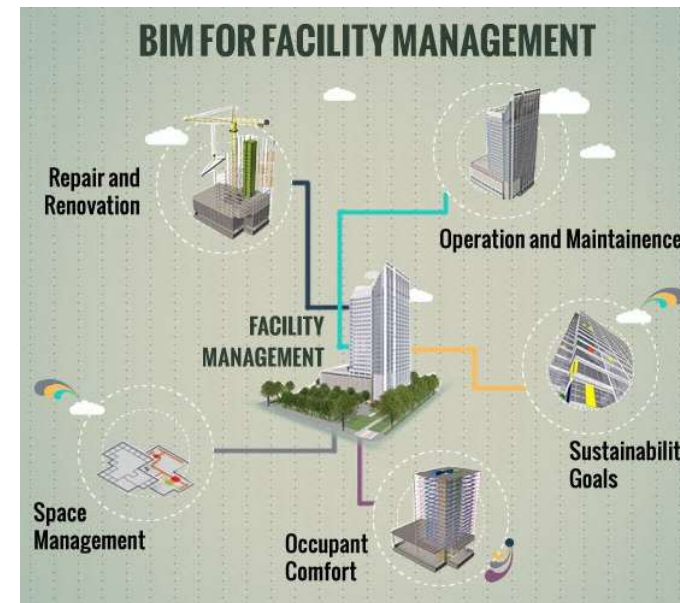 BIM FOR FACILITY MANAGEMENT
Repair and
Renovation
Operation and Maintainence
FACILITY
MANAGEMENT
Sustainabilit
Goals
Space
Management
Occupant
Comfort